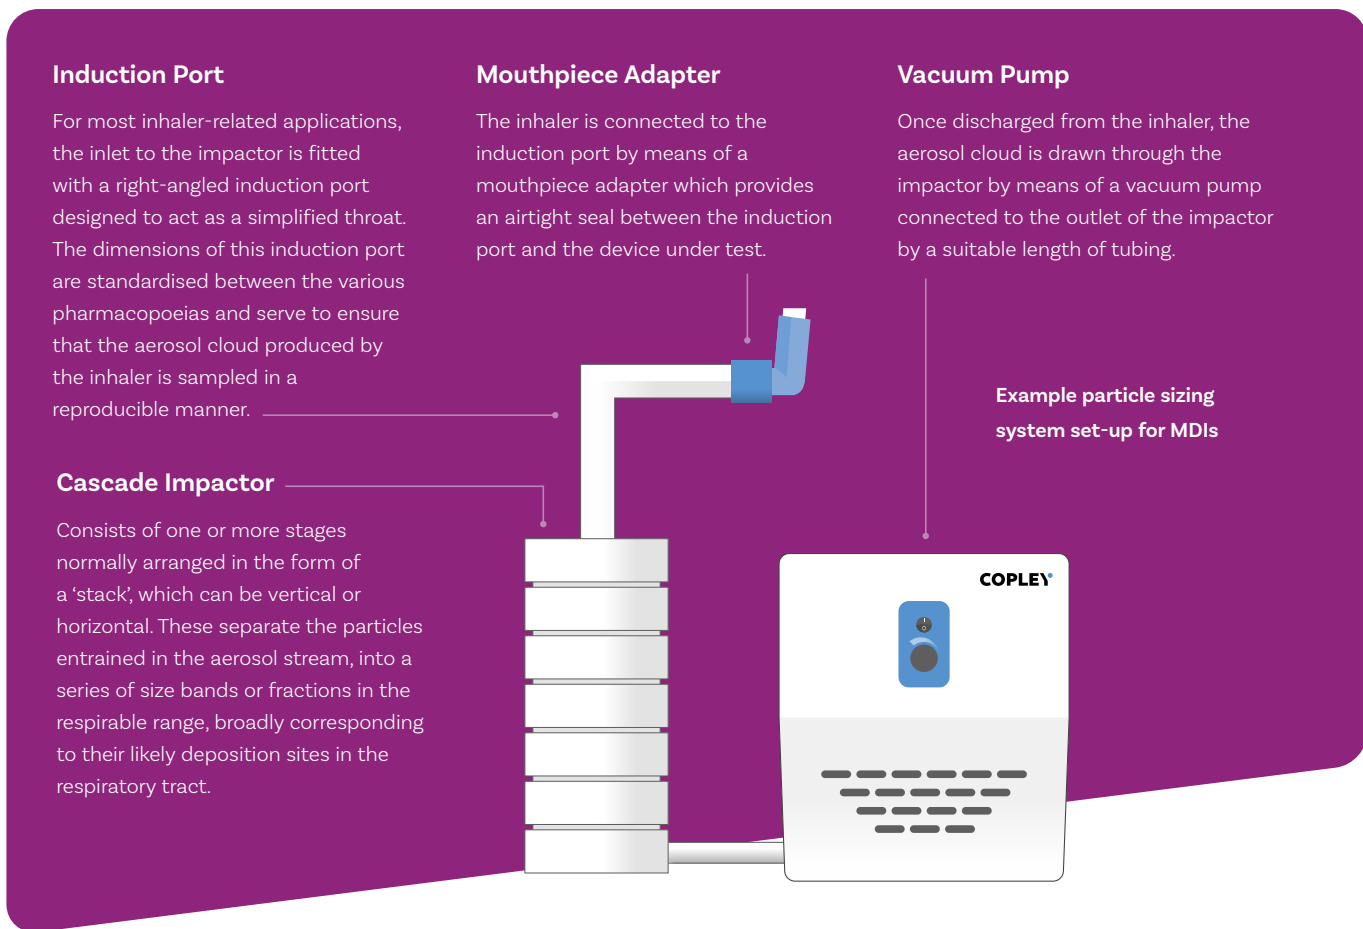 Induction Port
For most inhaler-related applications,
the inlet to the impactor is fitted
with a right-angled induction port
designed to act as a simplified throat.
The dimensions of this induction port
are standardised between the various
pharmacopoeias and serve to ensure
that the aerosol cloud produced by
the inhaler is sampled in a
reproducible manner.
Mouthpiece Adapter
The inhaler is connected to the
induction port by means of a
mouthpiece adapter which provides
an airtight seal between the induction
port and the device under test.
Vacuum Pump
Once discharged from the inhaler, the
aerosol cloud is drawn through the
impactor by means of a vacuum pump
connected to the outlet of the impactor
by a suitable length of tubing.
Example particle sizing
system set-up for MDIs
Cascade Impactor
Consists of one or more stages
normally arranged in the form of
a ‘stack’, which can be vertical or
horizontal. These separate the particles
entrained in the aerosol stream, into a
series of size bands or fractions in the
respirable range, broadly corresponding
to their likely deposition sites in the
respiratory tract.
COPLEY